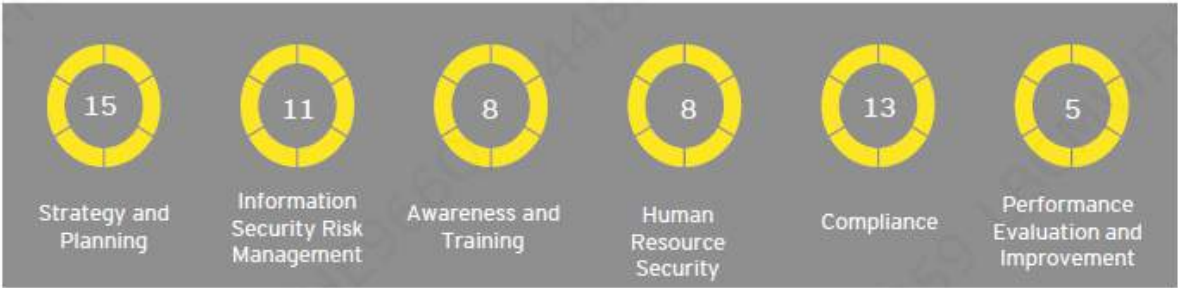 15
11
8
8
13
5
Strategy and
Planning
Information
Security Risk
Management
Awareness and
Training
Human
Resource
Security
Compliance
Performance
Evaluation and
Improvement